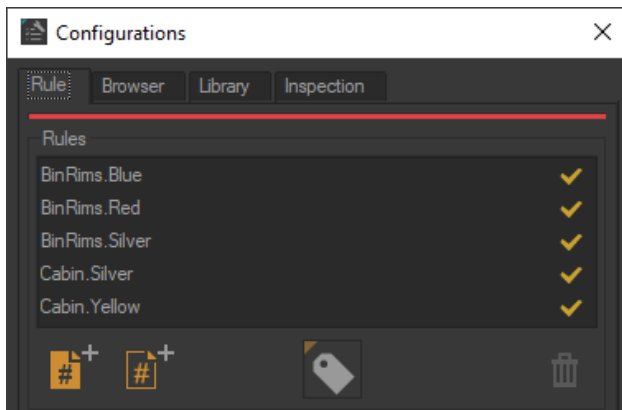 Configurations
Rule Browser Library Inspection
Rules
BinRims.Blue
BinRims.Red
BinRims.Silver
Cabin.Silver
Cabin.Yellow
# + # +